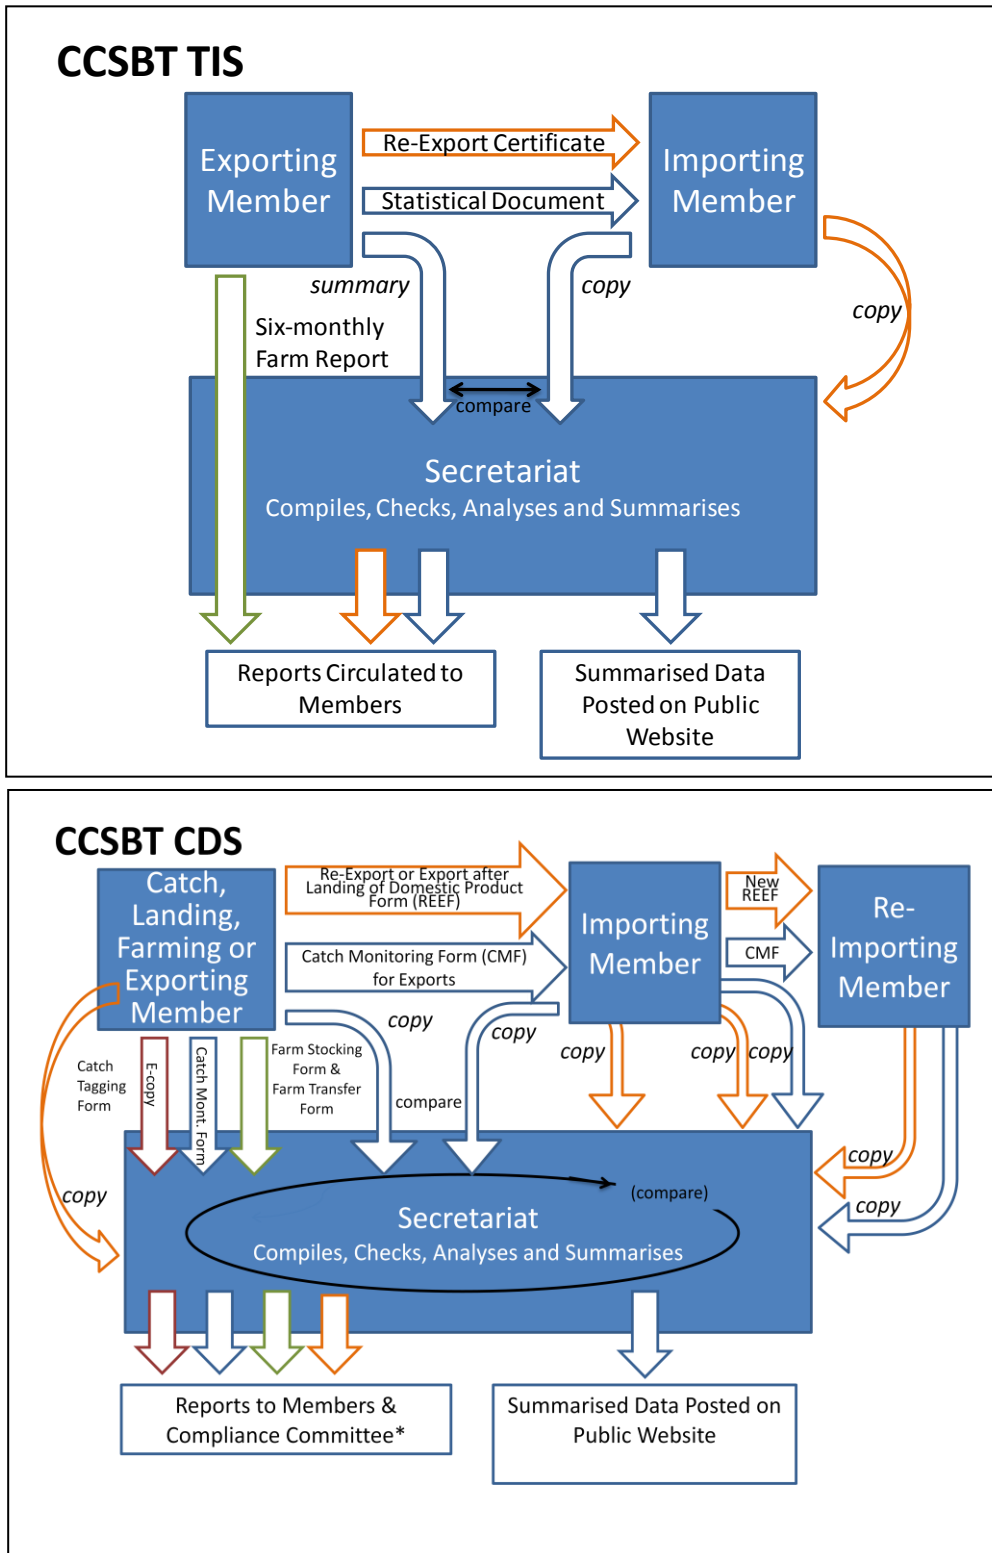 CCSBT TIS
Exporting
Member
Re-Export Certificate
Statistical Document
Importing
Member
summary
copy
copy
Six-monthly
Farm Report
compare
Secretariat
Compiles, Checks, Analyses and Summarises
Reports Circulated to
Members
Summarised Data
Posted on Public
Website
CCSBT CDS
Catch,
Landing,
Farming or
Exporting
Member
Re-Export or Export after
Landing of Domestic Product
Form (REEF)
Catch Monitoring Form (CMF)
for Exports
Importing
Member
New
REEF
CMF
Re-
Importing
Member
copy
copy
copy
copy
copy
Catch
Tagging
Form
E-copy
Catch Mont. Form
Farm Stocking
Form &
Farm Transfer
Form
compare
copy
copy
copy
(compare)
Secretariat
Compiles, Checks, Analyses and Summarises
Reports to Members &
Compliance Committee*
Summarised Data Posted on
Public Website